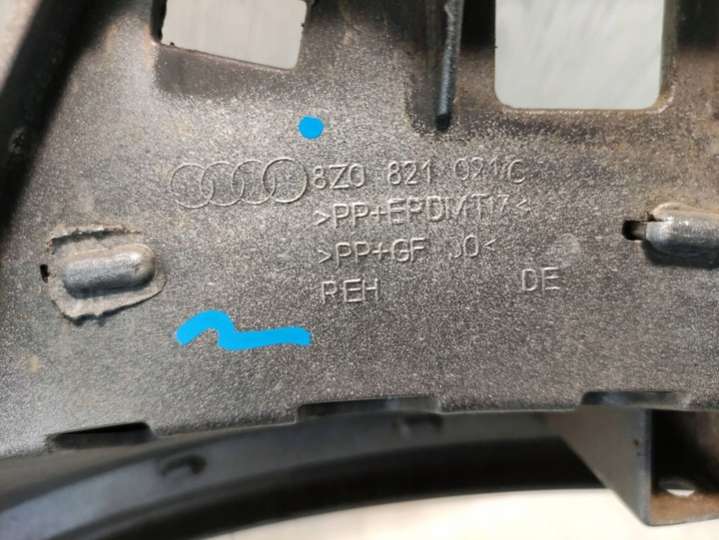 8Z0 821 021 C
>PP+EPDM T17<
>PP+GF 30<
REH DE